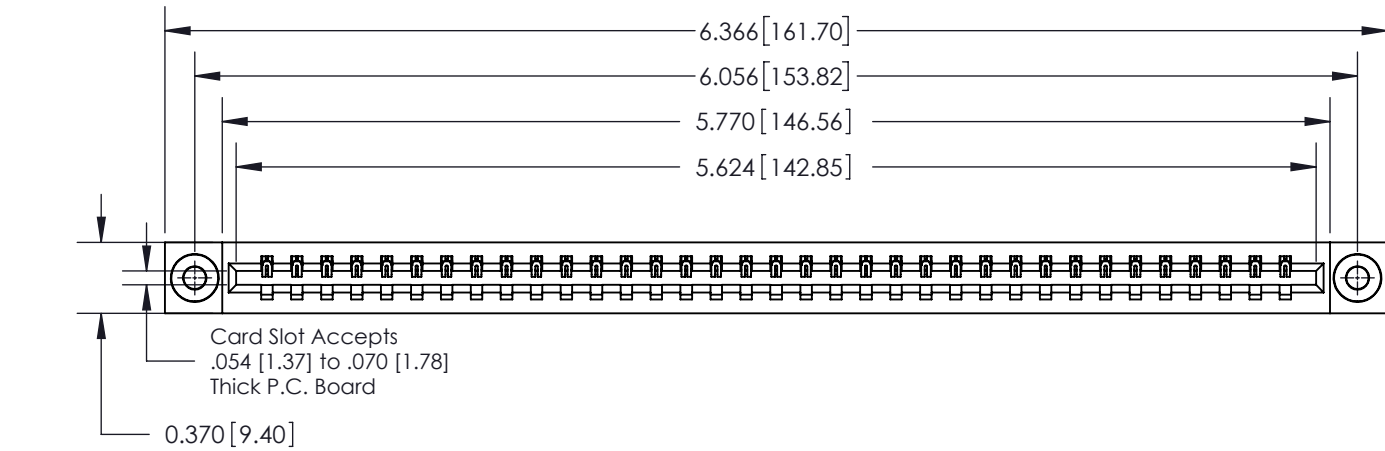 6.366[161.70]
6.056[153.82]
5.770[146.56]
5.624[142.85]
Card Slot Accepts
.054 [1.37] to .070 [1.78]
Thick P.C. Board
0.370[9.40]